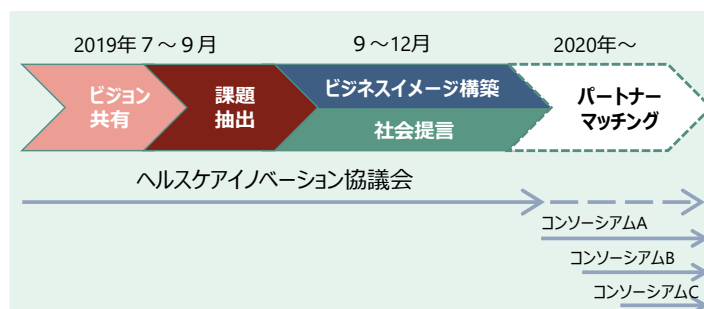 2019年７～９月
９～12月
2020年～
ビジョン
共有
課題
抽出
ビジネスイメージ構築
社会提言
パートナー
マッチング
ヘルスケアイノベーション協議会
コンソーシアムA
コンソーシアムB
コンソーシアムC